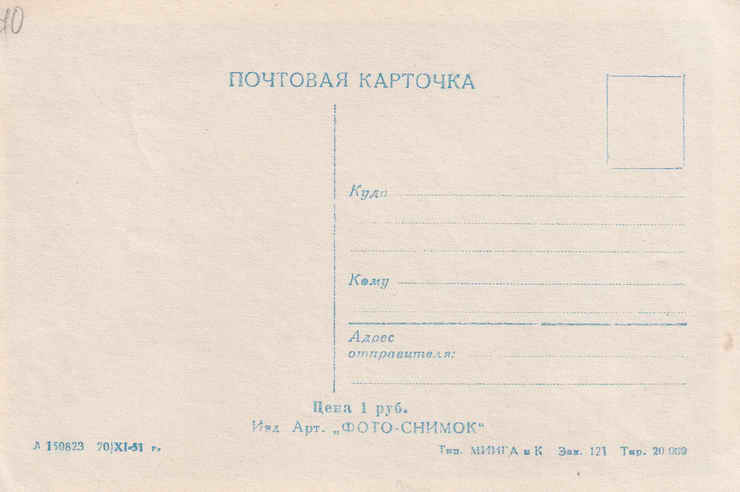 10
ПОЧТОВАЯ КАРТОЧКА
Куда
Кому
Адрес
отправителя:
Цена 1 руб.
Изд Арт. „ФОТО-СНИМОК“
А 150823 20/XI-51 г.
Тип. МИИГА и К Зак. 121 Тир. 20 000